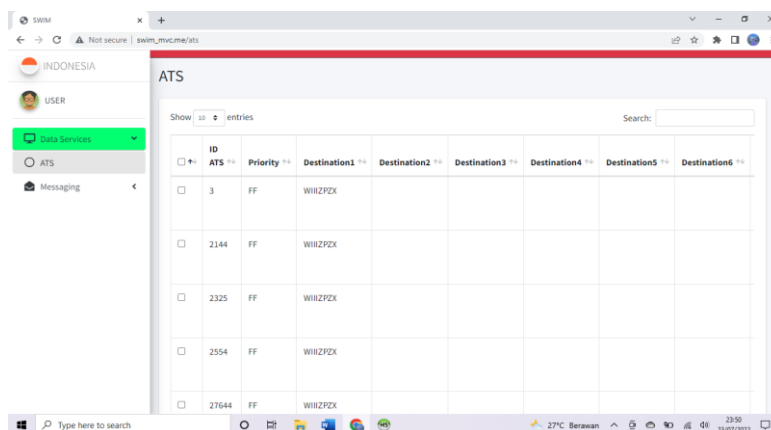 SWIM
Not secure | swim_mvc.me/ats
INDONESIA
USER
Data Services
ATS
Messaging
ATS
Show 10 entries
Search:
ID ATS Priority Destination1 Destination2 Destination3 Destination4 Destination5 Destination6
3 FF WIIIZPZX
2144 FF WIIIZPZX
2325 FF WIIIZPZX
2554 FF WIIIZPZX
27644 FF WIIIZPZX
Type here to search
27°C Berawan
23:50